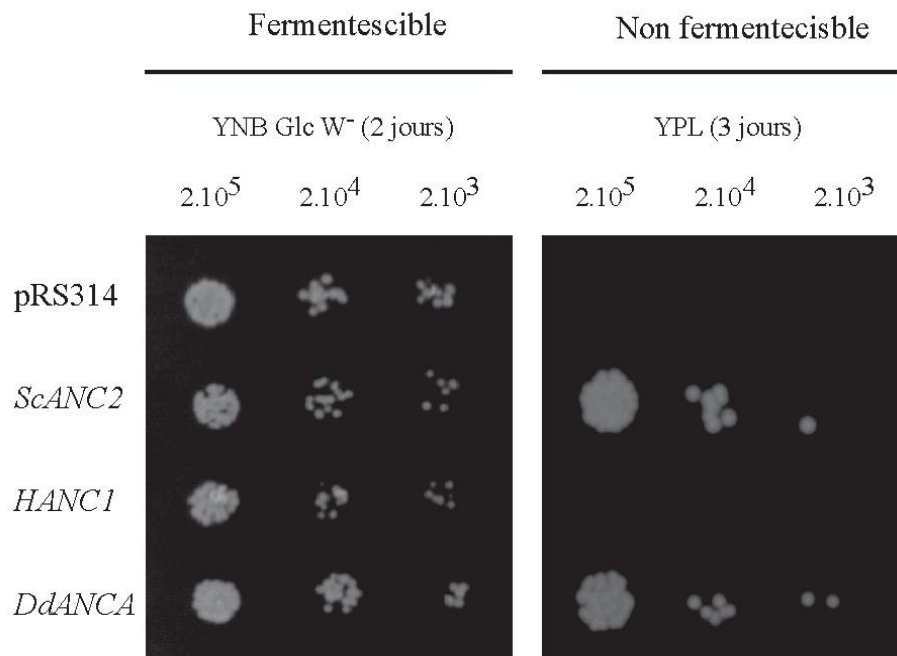 Fermentescible Non fermentecisble
YNB Glc W⁻ (2 jours) YPL (3 jours)
2.10⁵ 2.10⁴ 2.10³ 2.10⁵ 2.10⁴ 2.10³
pRS314
ScANC2
HANC1
DdANCA